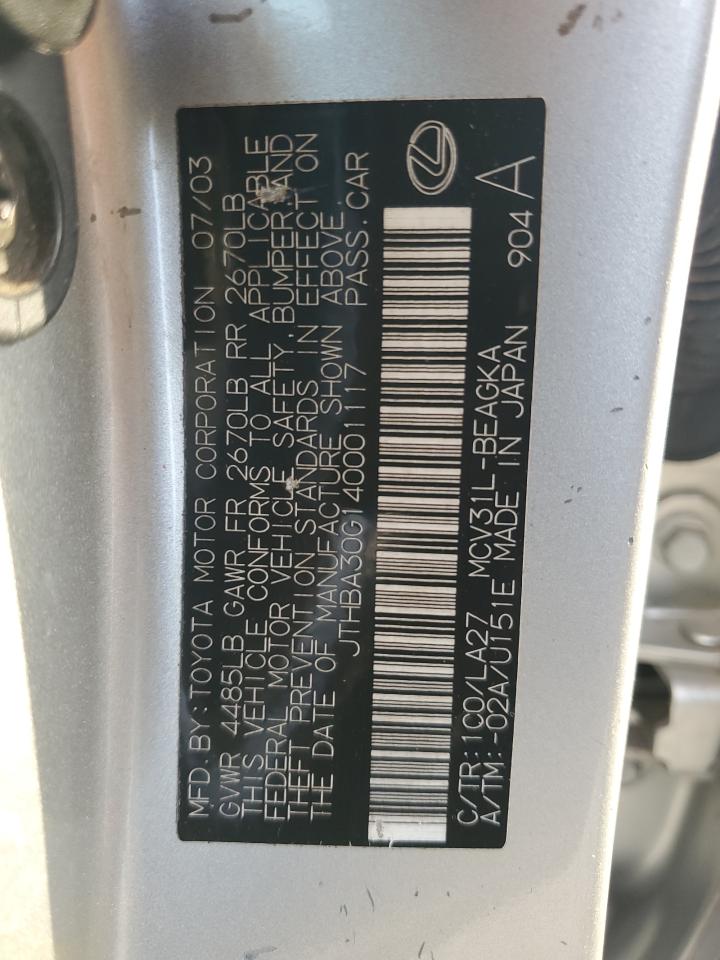 MFD.BY:TOYOTA MOTOR CORPORATION 07/03
GVWR 4485LB GAWR FR 2670LB RR 2670LB
THIS VEHICLE CONFORMS TO ALL APPLICABLE
FEDERAL MOTOR VEHICLE SAFETY, BUMPER, AND
THEFT PREVENTION STANDARDS IN EFFECT ON
THE DATE OF MANUFACTURE SHOWN ABOVE.
JTHBA30G140001117 PASS.CAR
C/TR:1C0/LA27 MCV31L-BEAGKA
A/TM:-02A/U151E MADE IN JAPAN 904 A